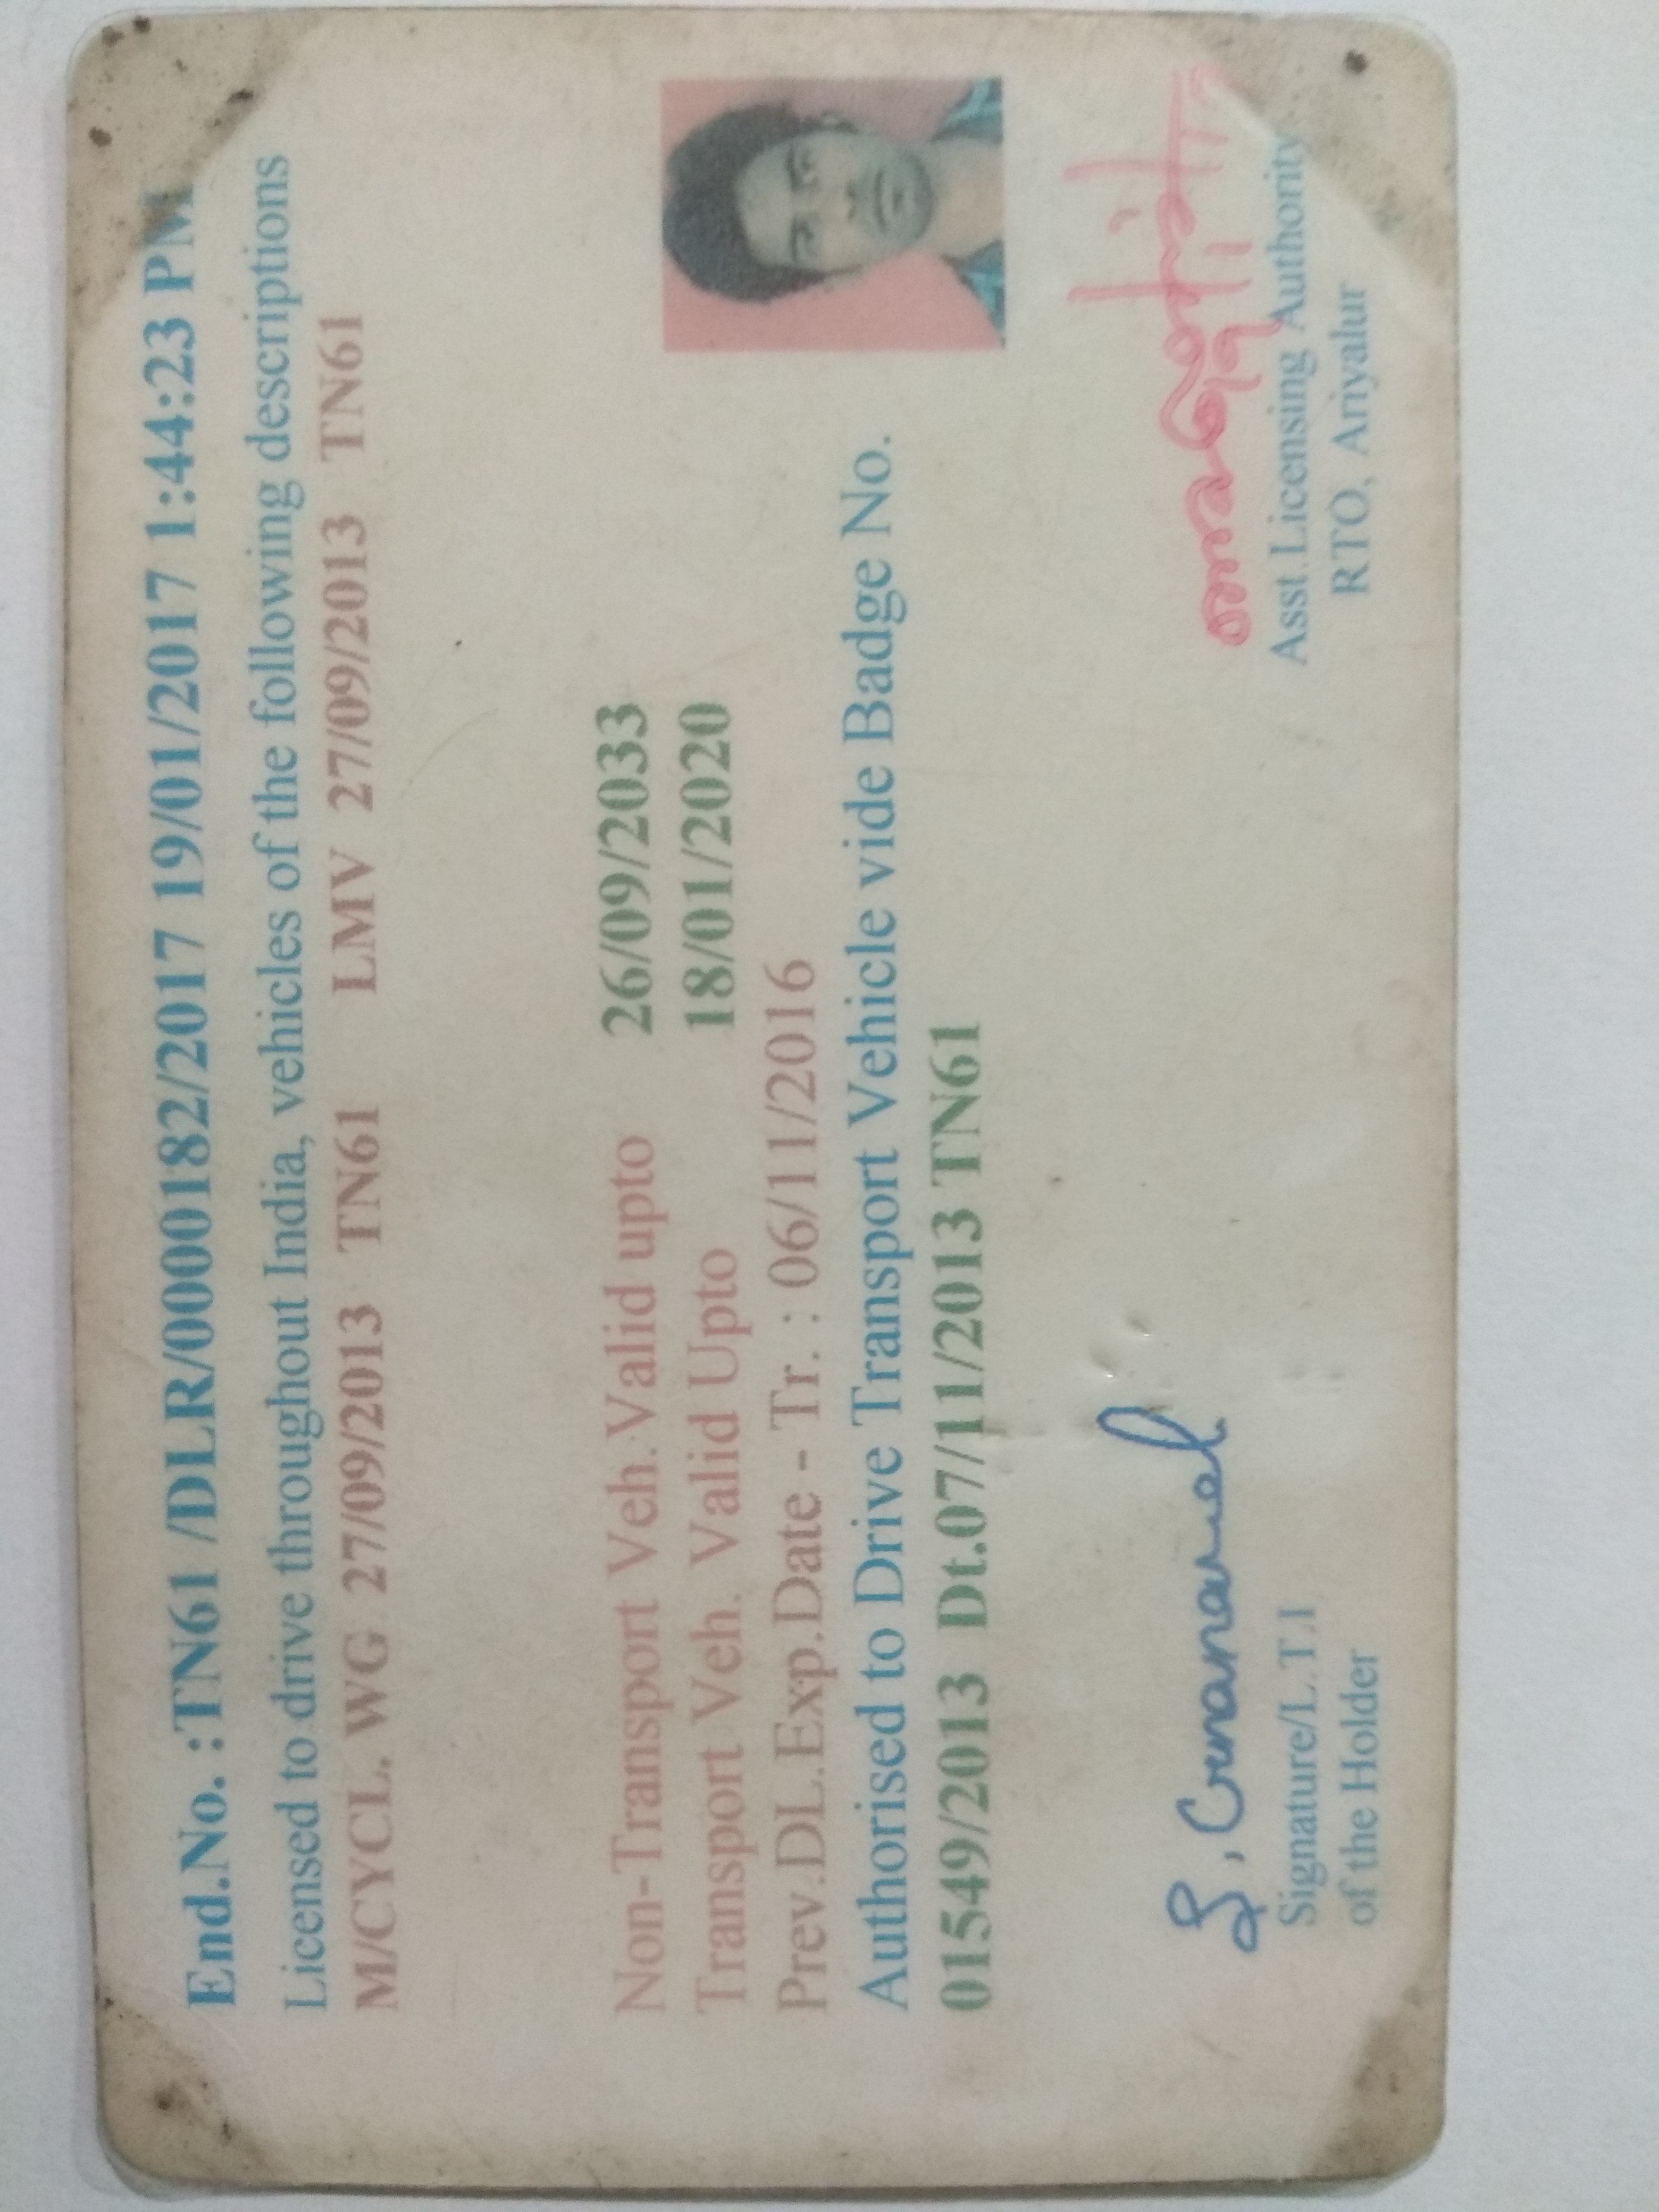 End.No. :TN61 /DLR/0000182/2017 19/01/2017 1:44:23 PM
Licensed to drive throughout India, vehicles of the following descriptions
M/CYCL. WG 27/09/2013 TN61 LMV 27/09/2013 TN61
Non-Transport Veh.Valid upto 26/09/2033
Transport Veh. Valid Upto 18/01/2020
Prev.DL.Exp.Date - Tr. : 06/11/2016
Authorised to Drive Transport Vehicle vide Badge No.
01549/2013 Dt.07/11/2013 TN61
Signature/L.T.I
of the Holder
Asst.Licensing Authority
RTO, Ariyalur